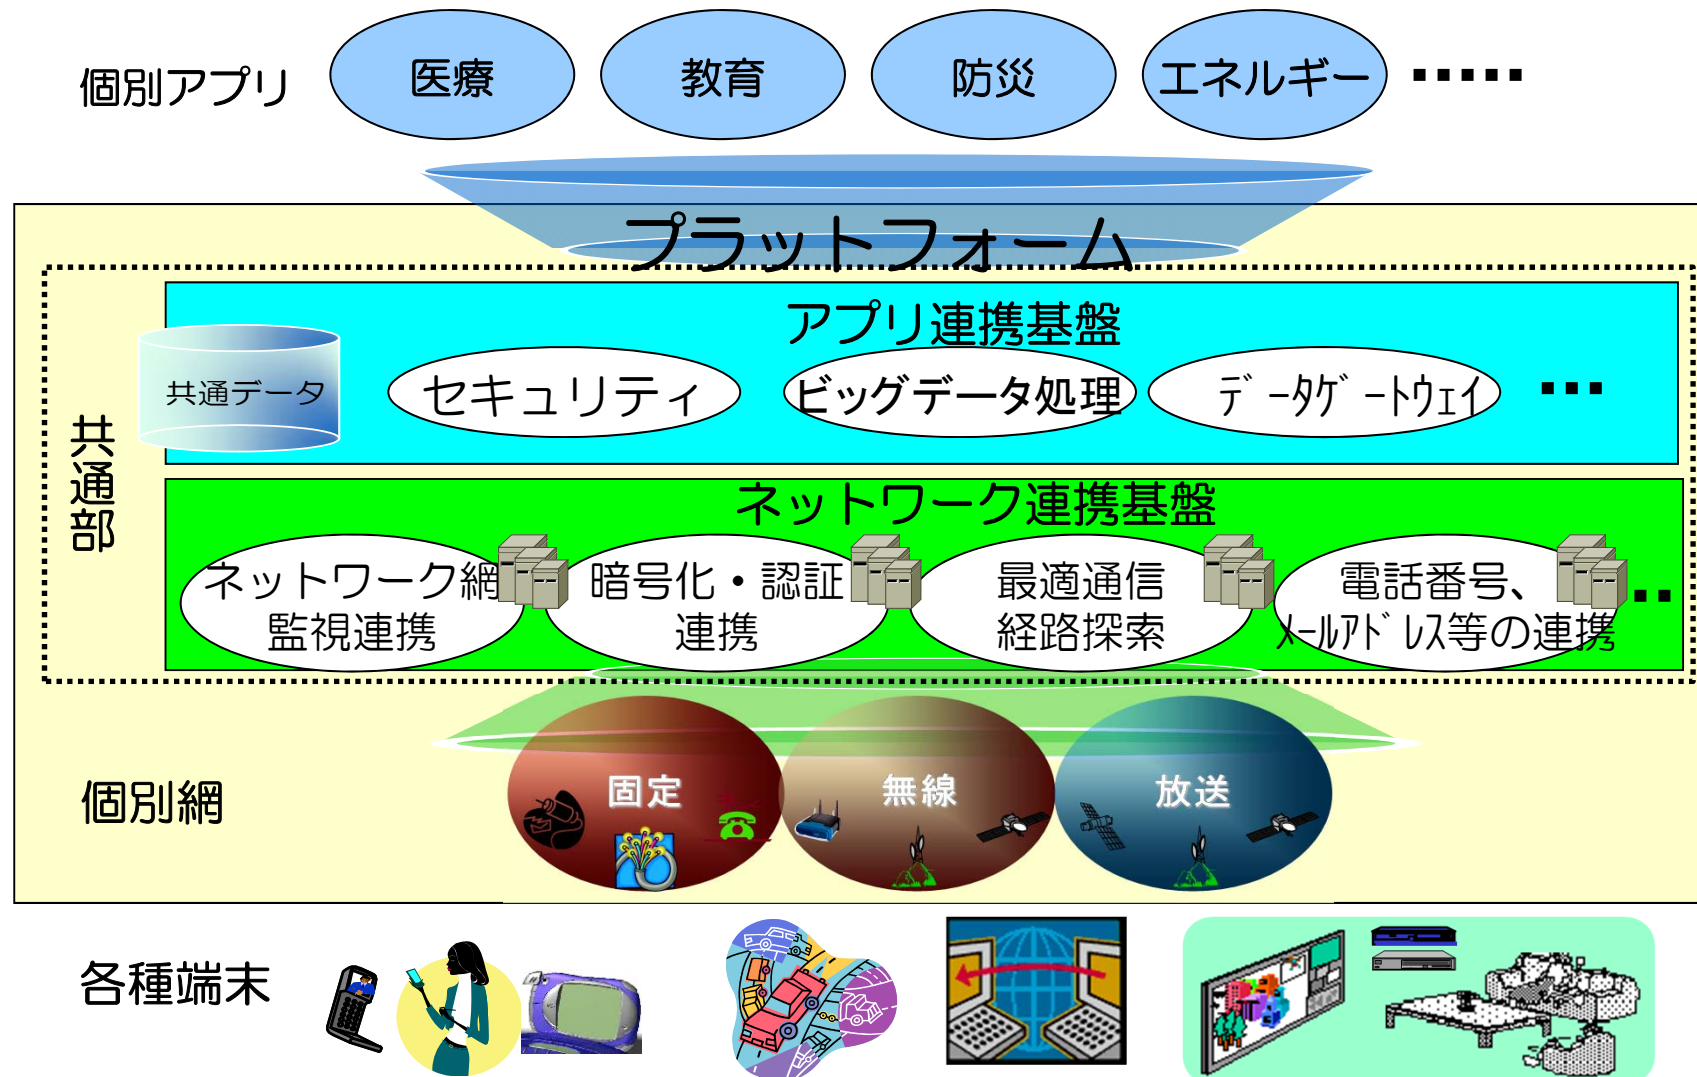 個別アプリ
医療
教育
防災
エネルギー
・・・・・
プラットフォーム
共通部
アプリ連携基盤
共通データ
セキュリティ
ビッグデータ処理
ﾃﾞｰﾀｹﾞｰﾄｳｪｲ
・・・
ネットワーク連携基盤
ネットワーク網
監視連携
暗号化・認証
連携
最適通信
経路探索
電話番号、
ﾒｰﾙｱﾄﾞﾚｽ等の連携
・・
個別網
固定
無線
放送
各種端末